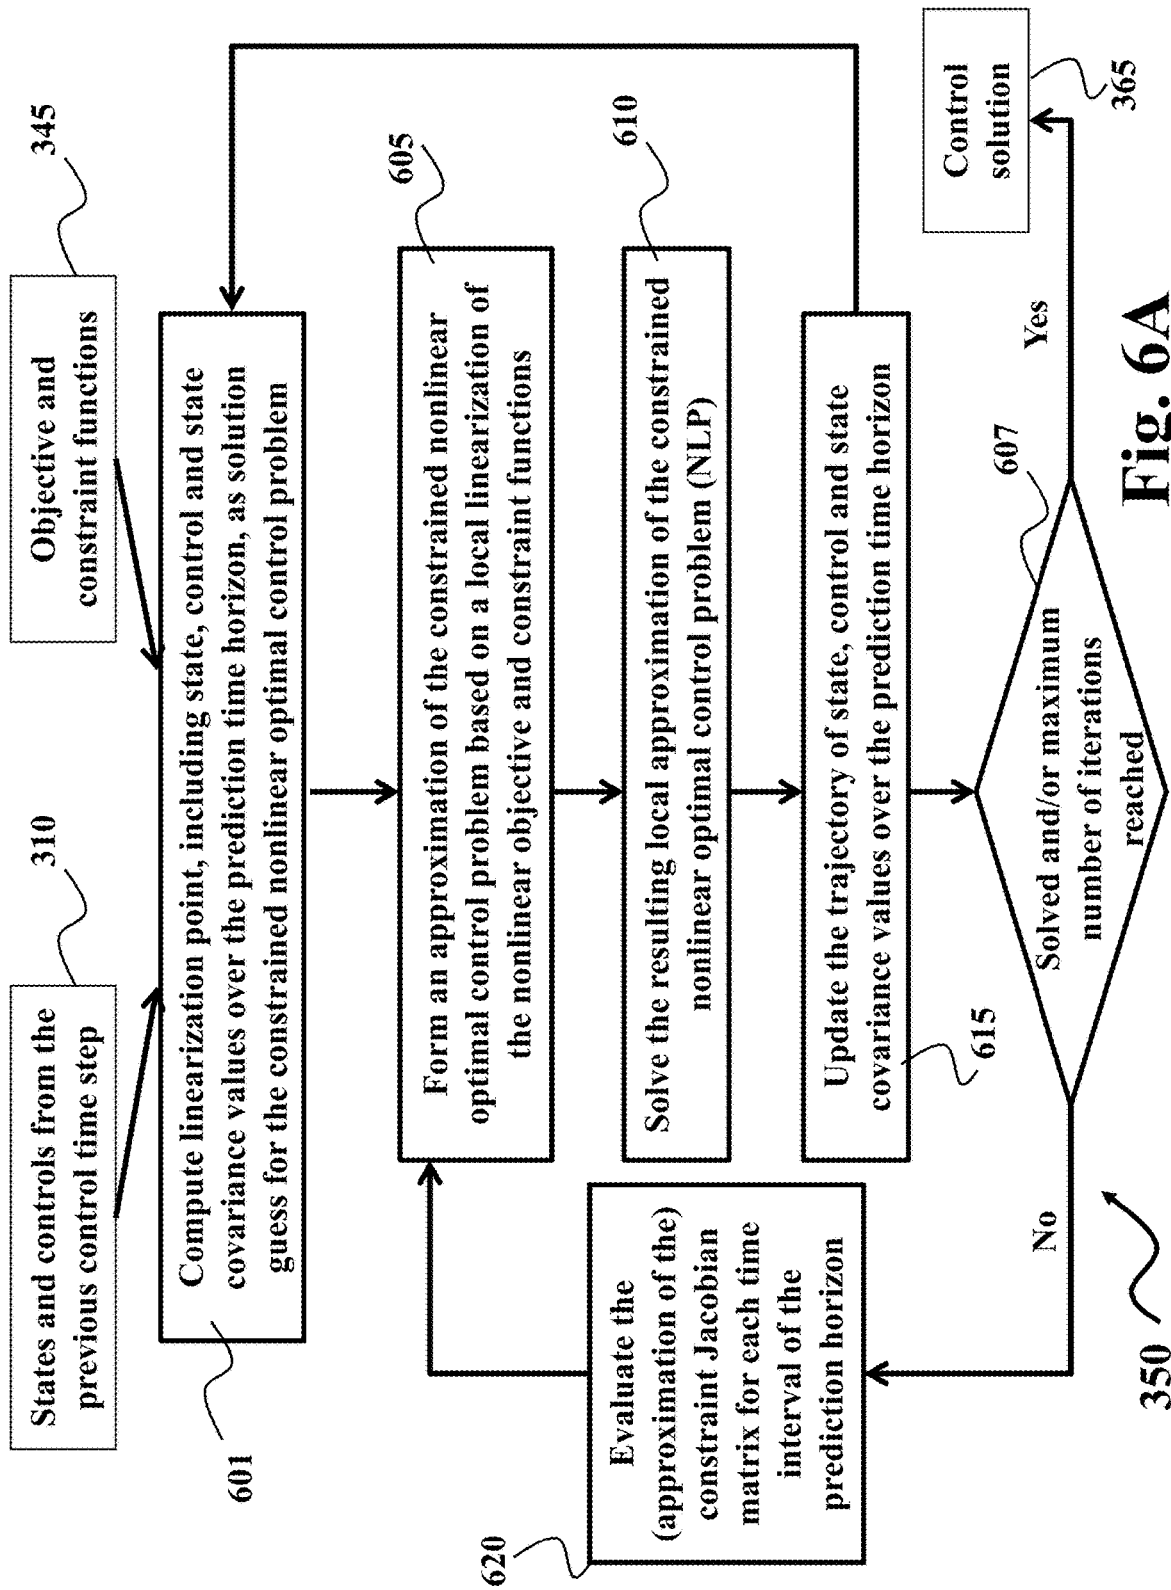 States and controls from the
previous control time step
310
Objective and
constraint functions
345
Compute linearization point, including state, control and state
covariance values over the prediction time horizon, as solution
guess for the constrained nonlinear optimal control problem
601
Form an approximation of the constrained nonlinear
optimal control problem based on a local linearization of
the nonlinear objective and constraint functions
605
Solve the resulting local approximation of the constrained
nonlinear optimal control problem (NLP)
610
Update the trajectory of state, control and state
covariance values over the prediction time horizon
615
Evaluate the
(approximation of the)
constraint Jacobian
matrix for each time
interval of the
prediction horizon
620
Solved and/or maximum
number of iterations
reached
607
No
Yes
Control
solution
365
350
Fig. 6A